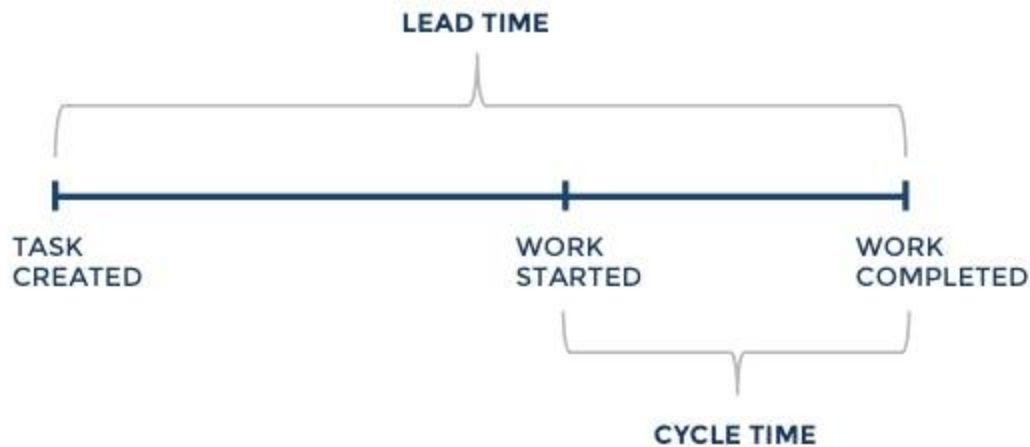 LEAD TIME
TASK
CREATED
WORK
STARTED
WORK
COMPLETED
CYCLE TIME